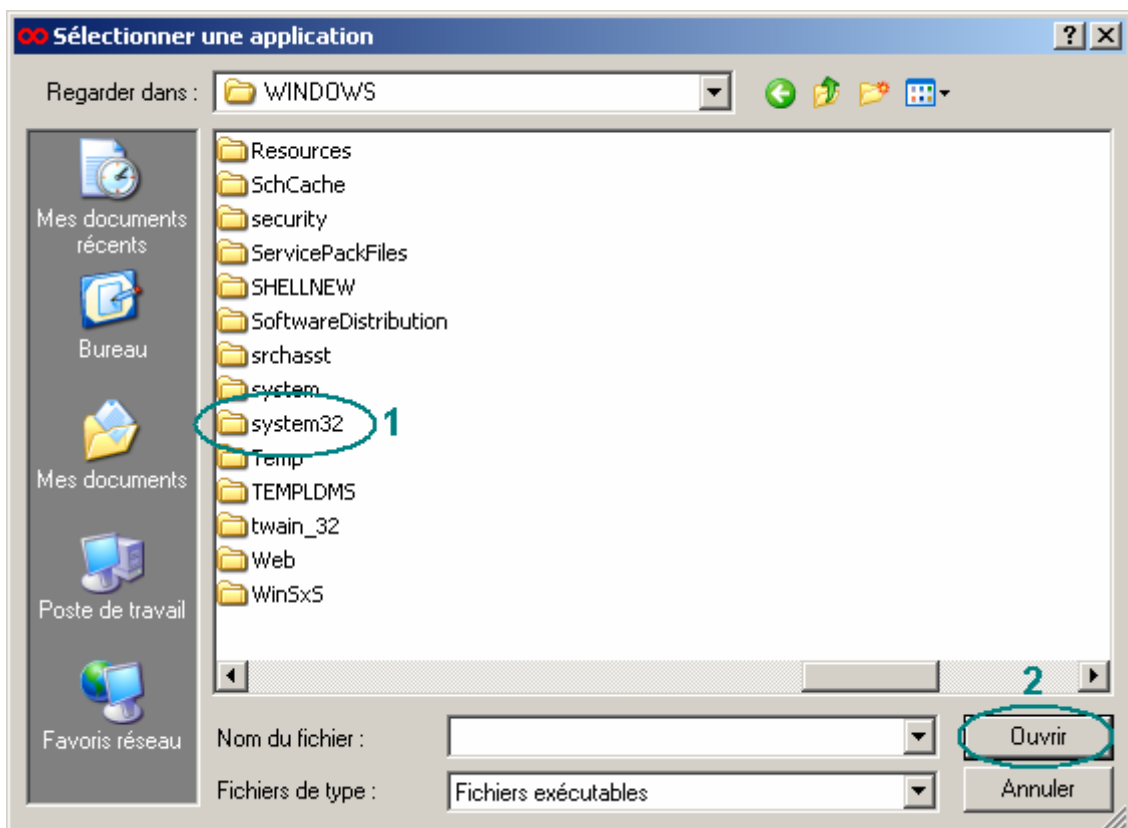 Sélectionner une application
Regarder dans :
WINDOWS
Mes documents
récents
Bureau
Mes documents
Poste de travail
Favoris réseau
Resources
SchCache
security
ServicePackFiles
SHELLNEW
SoftwareDistribution
srchasst
system
system32
1
Temp
TEMPLDMS
twain_32
Web
WinSxS
2
Nom du fichier :
Ouvrir
Fichiers de type :
Fichiers exécutables
Annuler